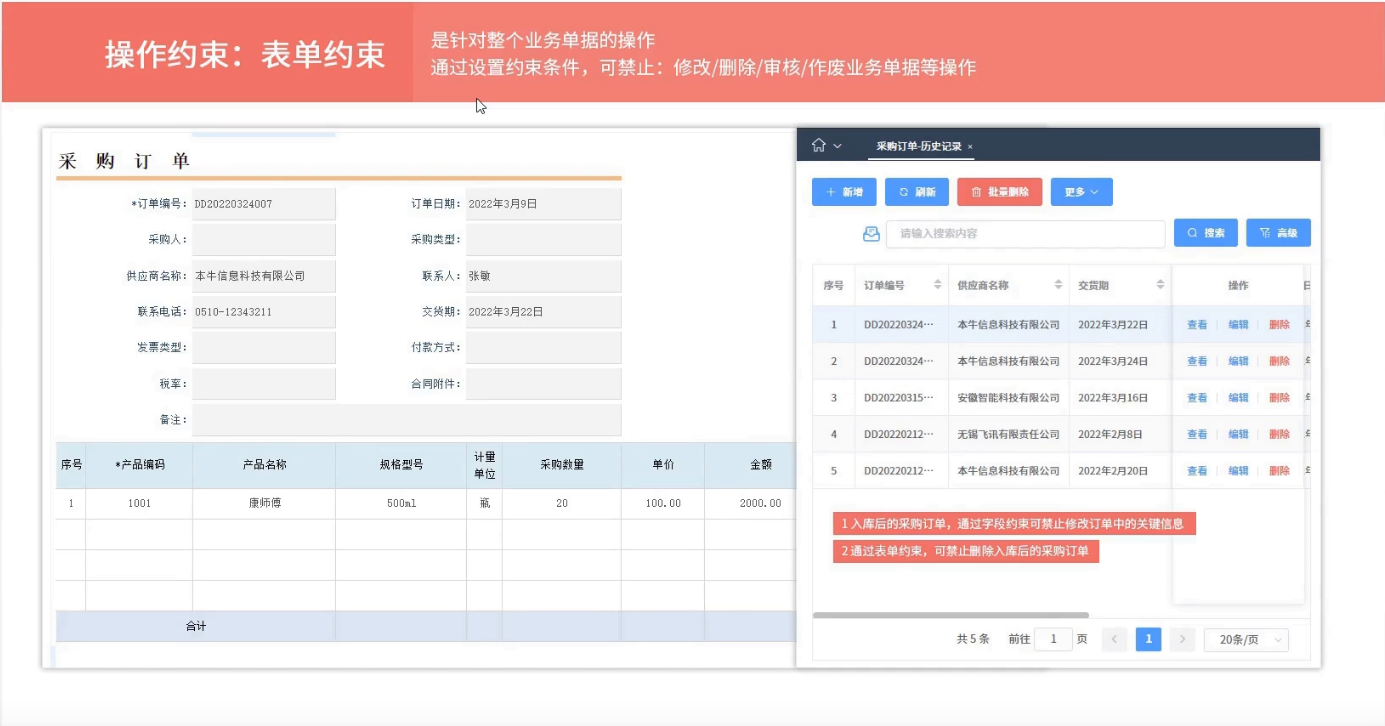 操作约束：表单约束
是针对整个业务单据的操作
通过设置约束条件，可禁止：修改/删除/审核/作废业务单据等操作
采 购 订 单
*订单编号: DD20220324007 订单日期: 2022年3月9日
采购人: 采购类型:
供应商名称: 本牛信息科技有限公司 联系人: 张敏
联系电话: 0510-12343211 交货期: 2022年3月22日
发票类型: 付款方式:
税率: 合同附件:
备注:
序号 *产品编码 产品名称 规格型号 计量单位 采购数量 单价 金额
1 1001 康师傅 500ml 瓶 20 100.00 2000.00
合计
采购订单-历史记录 ×
+ 新增 刷新 批量删除 更多
请输入搜索内容 搜索 高级
序号 订单编号 供应商名称 交货期 操作 日
1 DD20220324··· 本牛信息科技有限公司 2022年3月22日 查看 编辑 删除
2 DD20220324··· 本牛信息科技有限公司 2022年3月24日 查看 编辑 删除
3 DD20220315··· 安徽智能科技有限公司 2022年3月16日 查看 编辑 删除
4 DD20220212··· 无锡飞讯有限责任公司 2022年2月8日 查看 编辑 删除
5 DD20220212··· 本牛信息科技有限公司 2022年2月20日 查看 编辑 删除
1 入库后的采购订单，通过字段约束可禁止修改订单中的关键信息
2 通过表单约束，可禁止删除入库后的采购订单
共 5 条 前往 1 页 < 1 > 20条/页